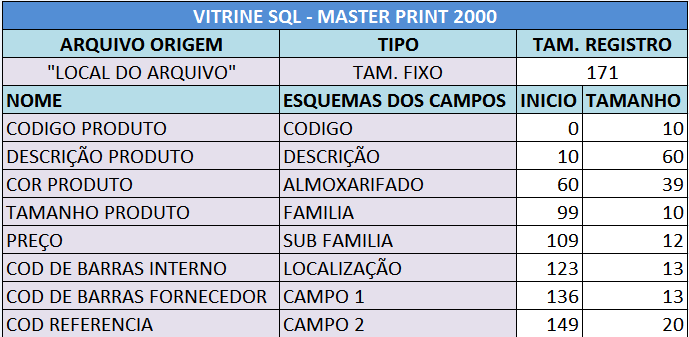 VITRINE SQL - MASTER PRINT 2000
ARQUIVO ORIGEM TIPO TAM. REGISTRO
"LOCAL DO ARQUIVO" TAM. FIXO 171
NOME ESQUEMAS DOS CAMPOS INICIO TAMANHO
CODIGO PRODUTO CODIGO 0 10
DESCRIÇÃO PRODUTO DESCRIÇÃO 10 60
COR PRODUTO ALMOXARIFADO 60 39
TAMANHO PRODUTO FAMILIA 99 10
PREÇO SUB FAMILIA 109 12
COD DE BARRAS INTERNO LOCALIZAÇÃO 123 13
COD DE BARRAS FORNECEDOR CAMPO 1 136 13
COD REFERENCIA CAMPO 2 149 20